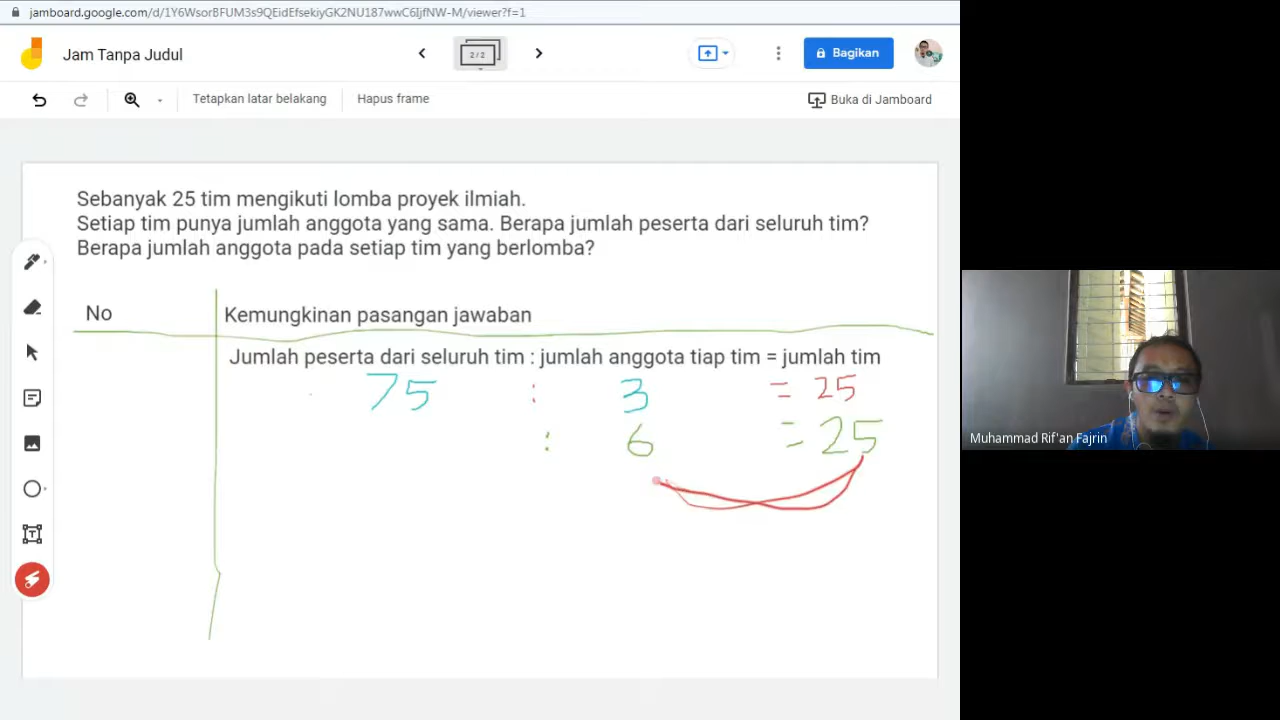 jamboard.google.com/d/1Y6WsorBFUM3s9QEidEfsekiyGK2NU187wwC6IjfNW-M/viewer?f=1
Jam Tanpa Judul
2/2
Bagikan
Tetapkan latar belakang
Hapus frame
Buka di Jamboard
Sebanyak 25 tim mengikuti lomba proyek ilmiah.
Setiap tim punya jumlah anggota yang sama. Berapa jumlah peserta dari seluruh tim?
Berapa jumlah anggota pada setiap tim yang berlomba?
No
Kemungkinan pasangan jawaban
Jumlah peserta dari seluruh tim : jumlah anggota tiap tim = jumlah tim
75 : 3 = 25
: 6 = 25
Muhammad Rif'an Fajrin